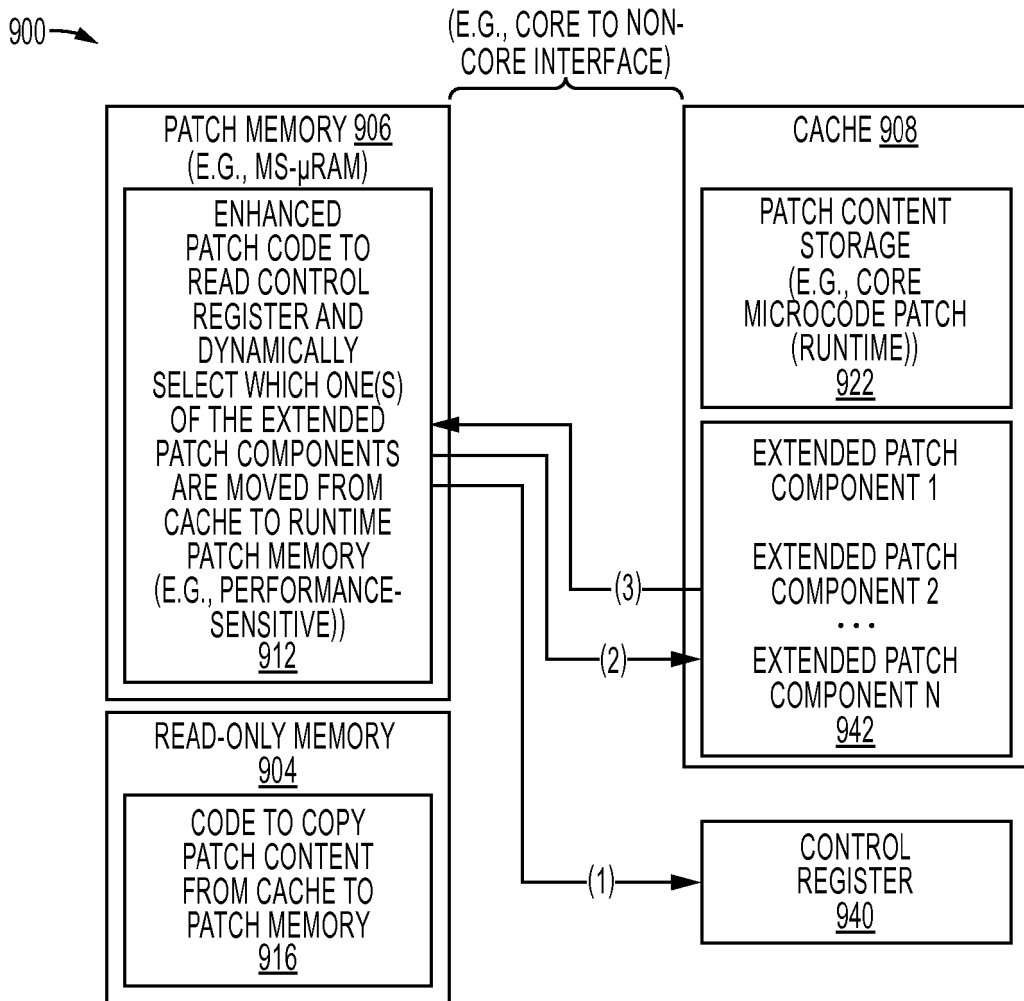 900
(E.G., CORE TO NON-
CORE INTERFACE)
PATCH MEMORY 906
(E.G., MS-µRAM)
ENHANCED
PATCH CODE TO
READ CONTROL
REGISTER AND
DYNAMICALLY
SELECT WHICH ONE(S)
OF THE EXTENDED
PATCH COMPONENTS
ARE MOVED FROM
CACHE TO RUNTIME
PATCH MEMORY
(E.G., PERFORMANCE-
SENSITIVE))
912
READ-ONLY MEMORY
904
CODE TO COPY
PATCH CONTENT
FROM CACHE TO
PATCH MEMORY
916
(3)
(2)
(1)
CACHE 908
PATCH CONTENT
STORAGE
(E.G., CORE
MICROCODE PATCH
(RUNTIME))
922
EXTENDED PATCH
COMPONENT 1
EXTENDED PATCH
COMPONENT 2
...
EXTENDED PATCH
COMPONENT N
942
CONTROL
REGISTER
940